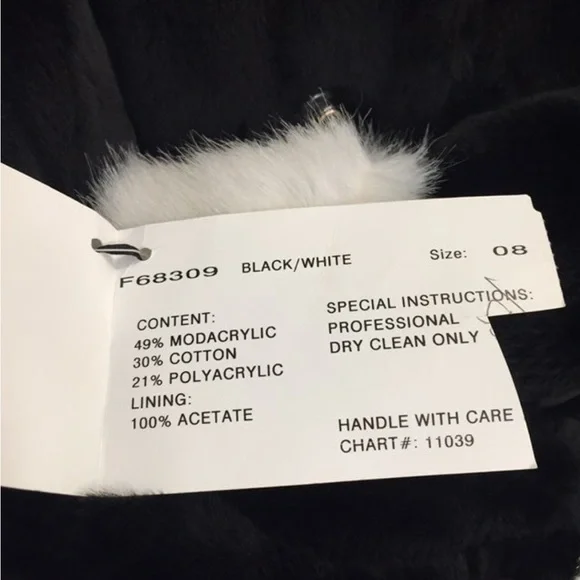 F68309 BLACK/WHITE Size: 08
CONTENT:
49% MODACRYLIC
30% COTTON
21% POLYACRYLIC
LINING:
100% ACETATE
SPECIAL INSTRUCTIONS:
PROFESSIONAL
DRY CLEAN ONLY
HANDLE WITH CARE
CHART#: 11039